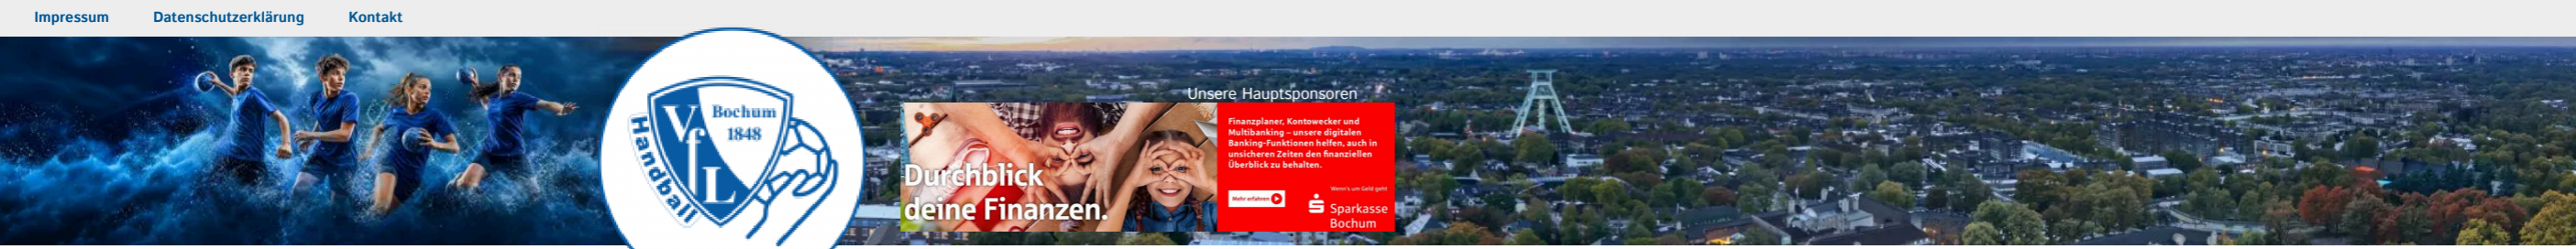 Impressum Datenschutzerklärung Kontakt
VfL
Bochum
1848
Handball
Unsere Hauptsponsoren
Durchblick
deine Finanzen.
Finanzplaner, Kontowecker und
Multibanking – unsere digitalen
Banking-Funktionen helfen, auch in
unsicheren Zeiten den finanziellen
Überblick zu behalten.
Wenn's um Geld geht
Mehr erfahren
Sparkasse
Bochum